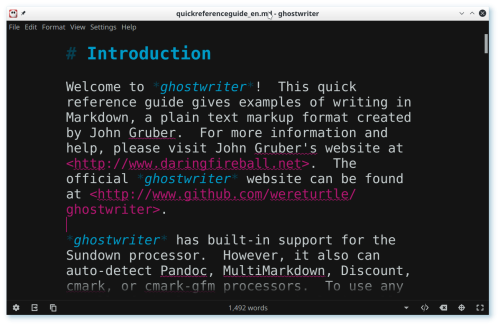 quickreferenceguide_en.md - ghostwriter
File Edit Format View Settings Help
# Introduction
Welcome to *ghostwriter*!  This quick
reference guide gives examples of writing in
Markdown, a plain text markup format created
by John Gruber.  For more information and
help, please visit John Gruber's website at
<http://www.daringfireball.net>.  The
official *ghostwriter* website can be found
at <http://www.github.com/wereturtle/
ghostwriter>.
*ghostwriter* has built-in support for the
Sundown processor.  However, it also can
auto-detect Pandoc, MultiMarkdown, Discount,
cmark, or cmark-gfm processors.  To use any
1,492 words